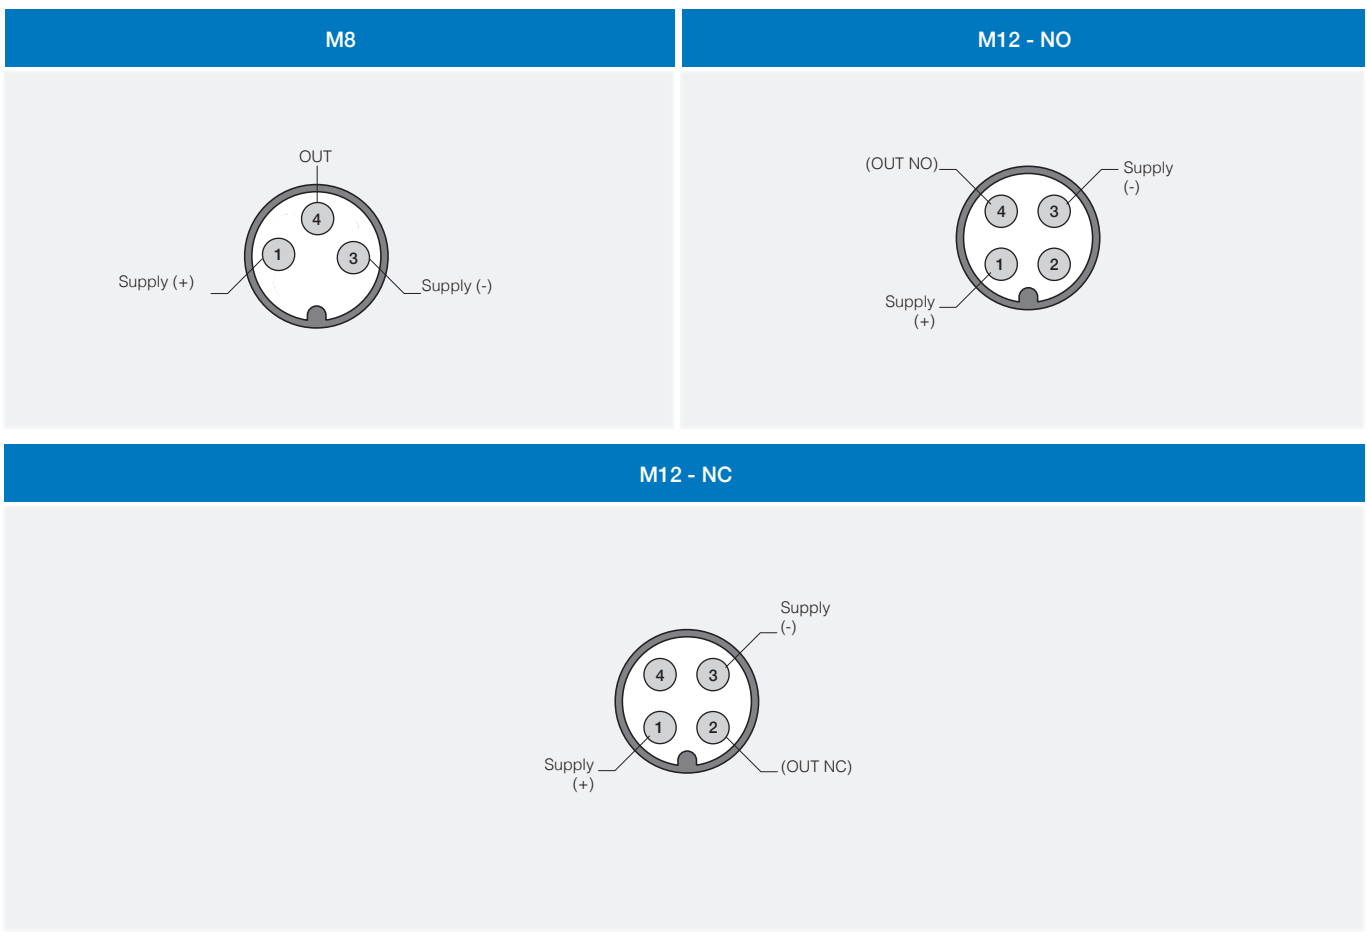 M8
M12 - NO
OUT
4
1
3
Supply (+)
Supply (-)
(OUT NO)
Supply
(-)
4
3
1
2
Supply
(+)
M12 - NC
Supply
(-)
4
3
1
2
Supply
(+)
(OUT NC)